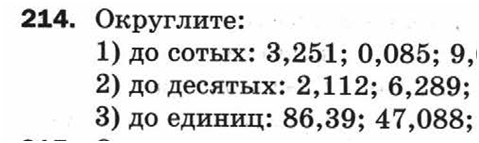 214. Округлите:
1) до сотых: 3,251; 0,085; 9,
2) до десятых: 2,112; 6,289;
3) до единиц: 86,39; 47,088;